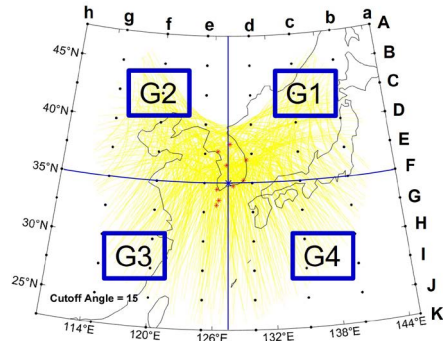 h g f e d c b a
A
45°N B
G2 G1 C
40°N D
E
35°N F
G
30°N H
G3 G4 I
25°N J
Cutoff Angle = 15 K
114°E 120°E 126°E 132°E 138°E 144°E